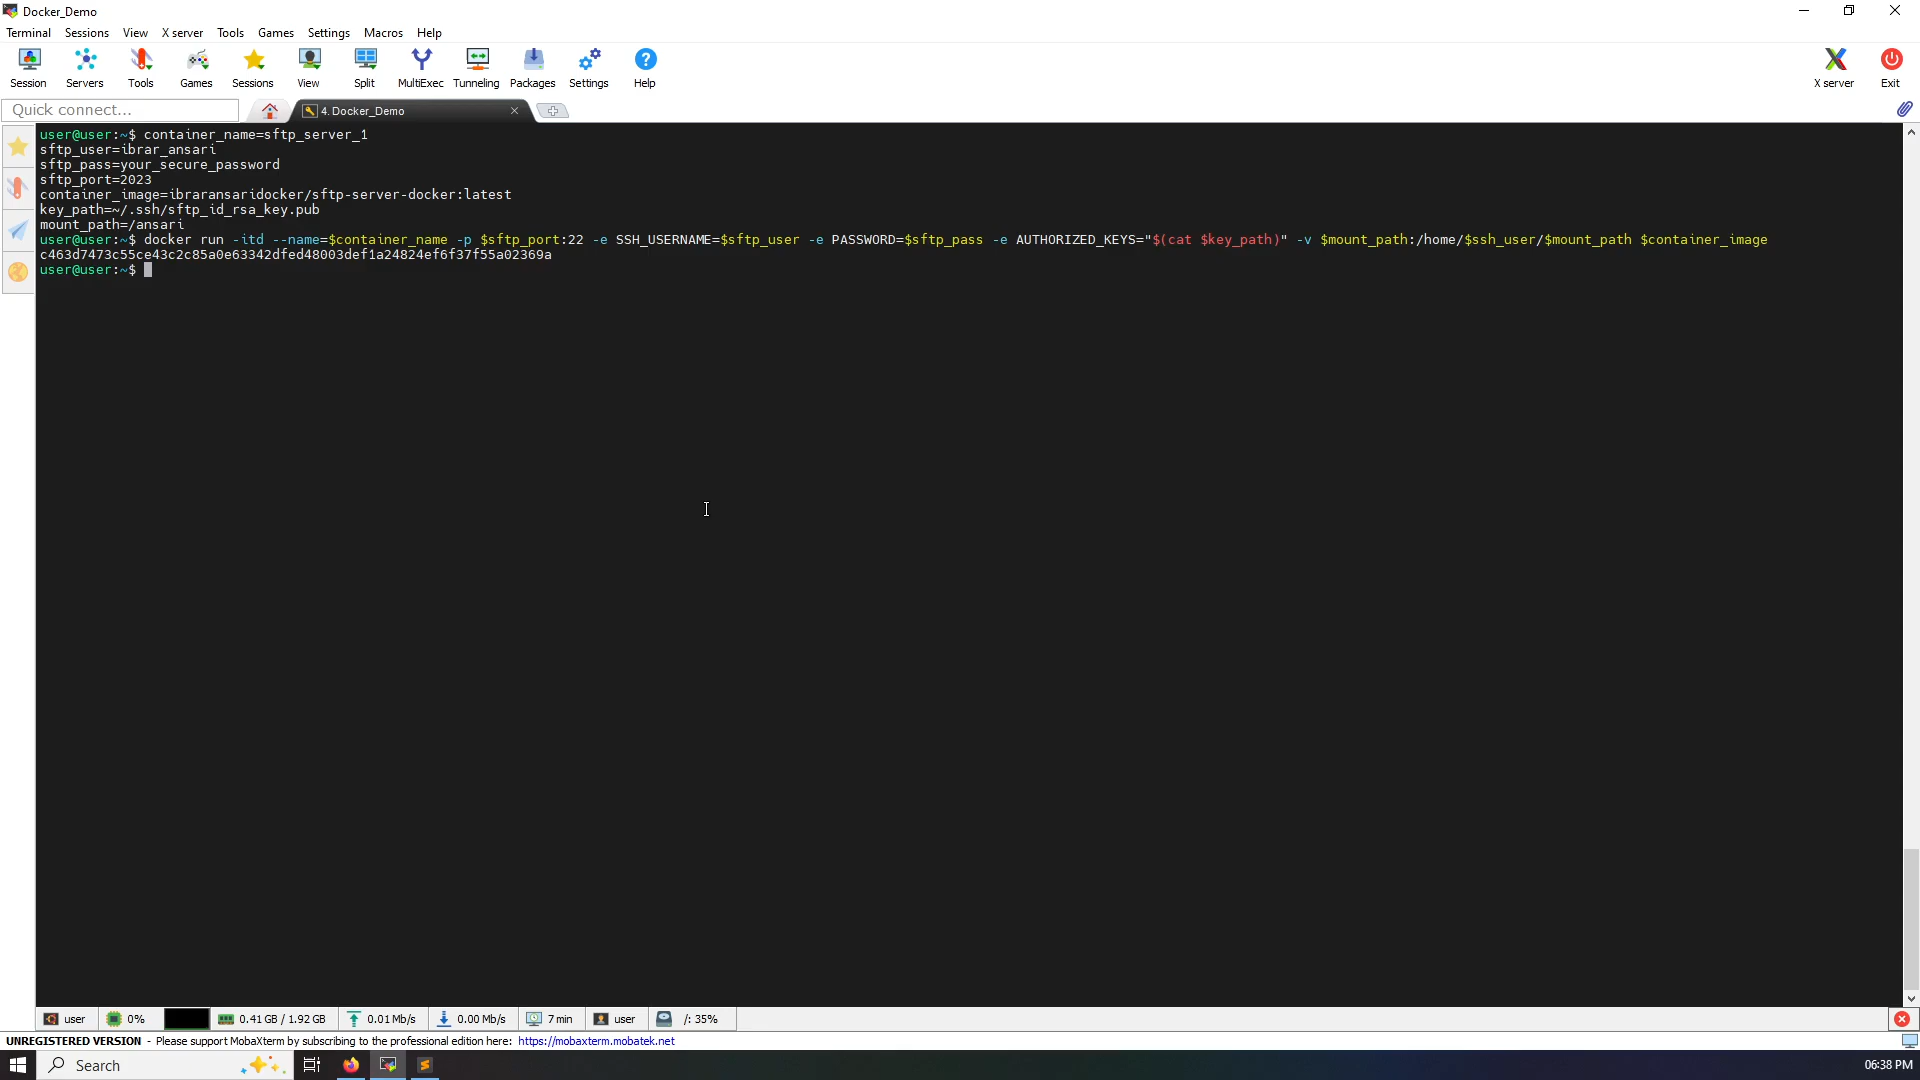 Docker_Demo
Terminal Sessions View X server Tools Games Settings Macros Help
Session Servers Tools Games Sessions View Split MultiExec Tunneling Packages Settings Help X server Exit
Quick connect... 4. Docker_Demo
user@user:~$ container_name=sftp_server_1
sftp_user=ibrar_ansari
sftp_pass=your_secure_password
sftp_port=2023
container_image=ibraransaridocker/sftp-server-docker:latest
key_path=~/.ssh/sftp_id_rsa_key.pub
mount_path=/ansari
user@user:~$ docker run -itd --name=$container_name -p $sftp_port:22 -e SSH_USERNAME=$sftp_user -e PASSWORD=$sftp_pass -e AUTHORIZED_KEYS="$(cat $key_path)" -v $mount_path:/home/$ssh_user/$mount_path $container_image
c463d7473c55ce43c2c85a0e63342dfed48003def1a24824ef6f37f55a02369a
user@user:~$
user 0% 0.41 GB / 1.92 GB 0.01 Mb/s 0.00 Mb/s 7 min user /: 35%
UNREGISTERED VERSION - Please support MobaXterm by subscribing to the professional edition here: https://mobaxterm.mobatek.net
Search 06:38 PM